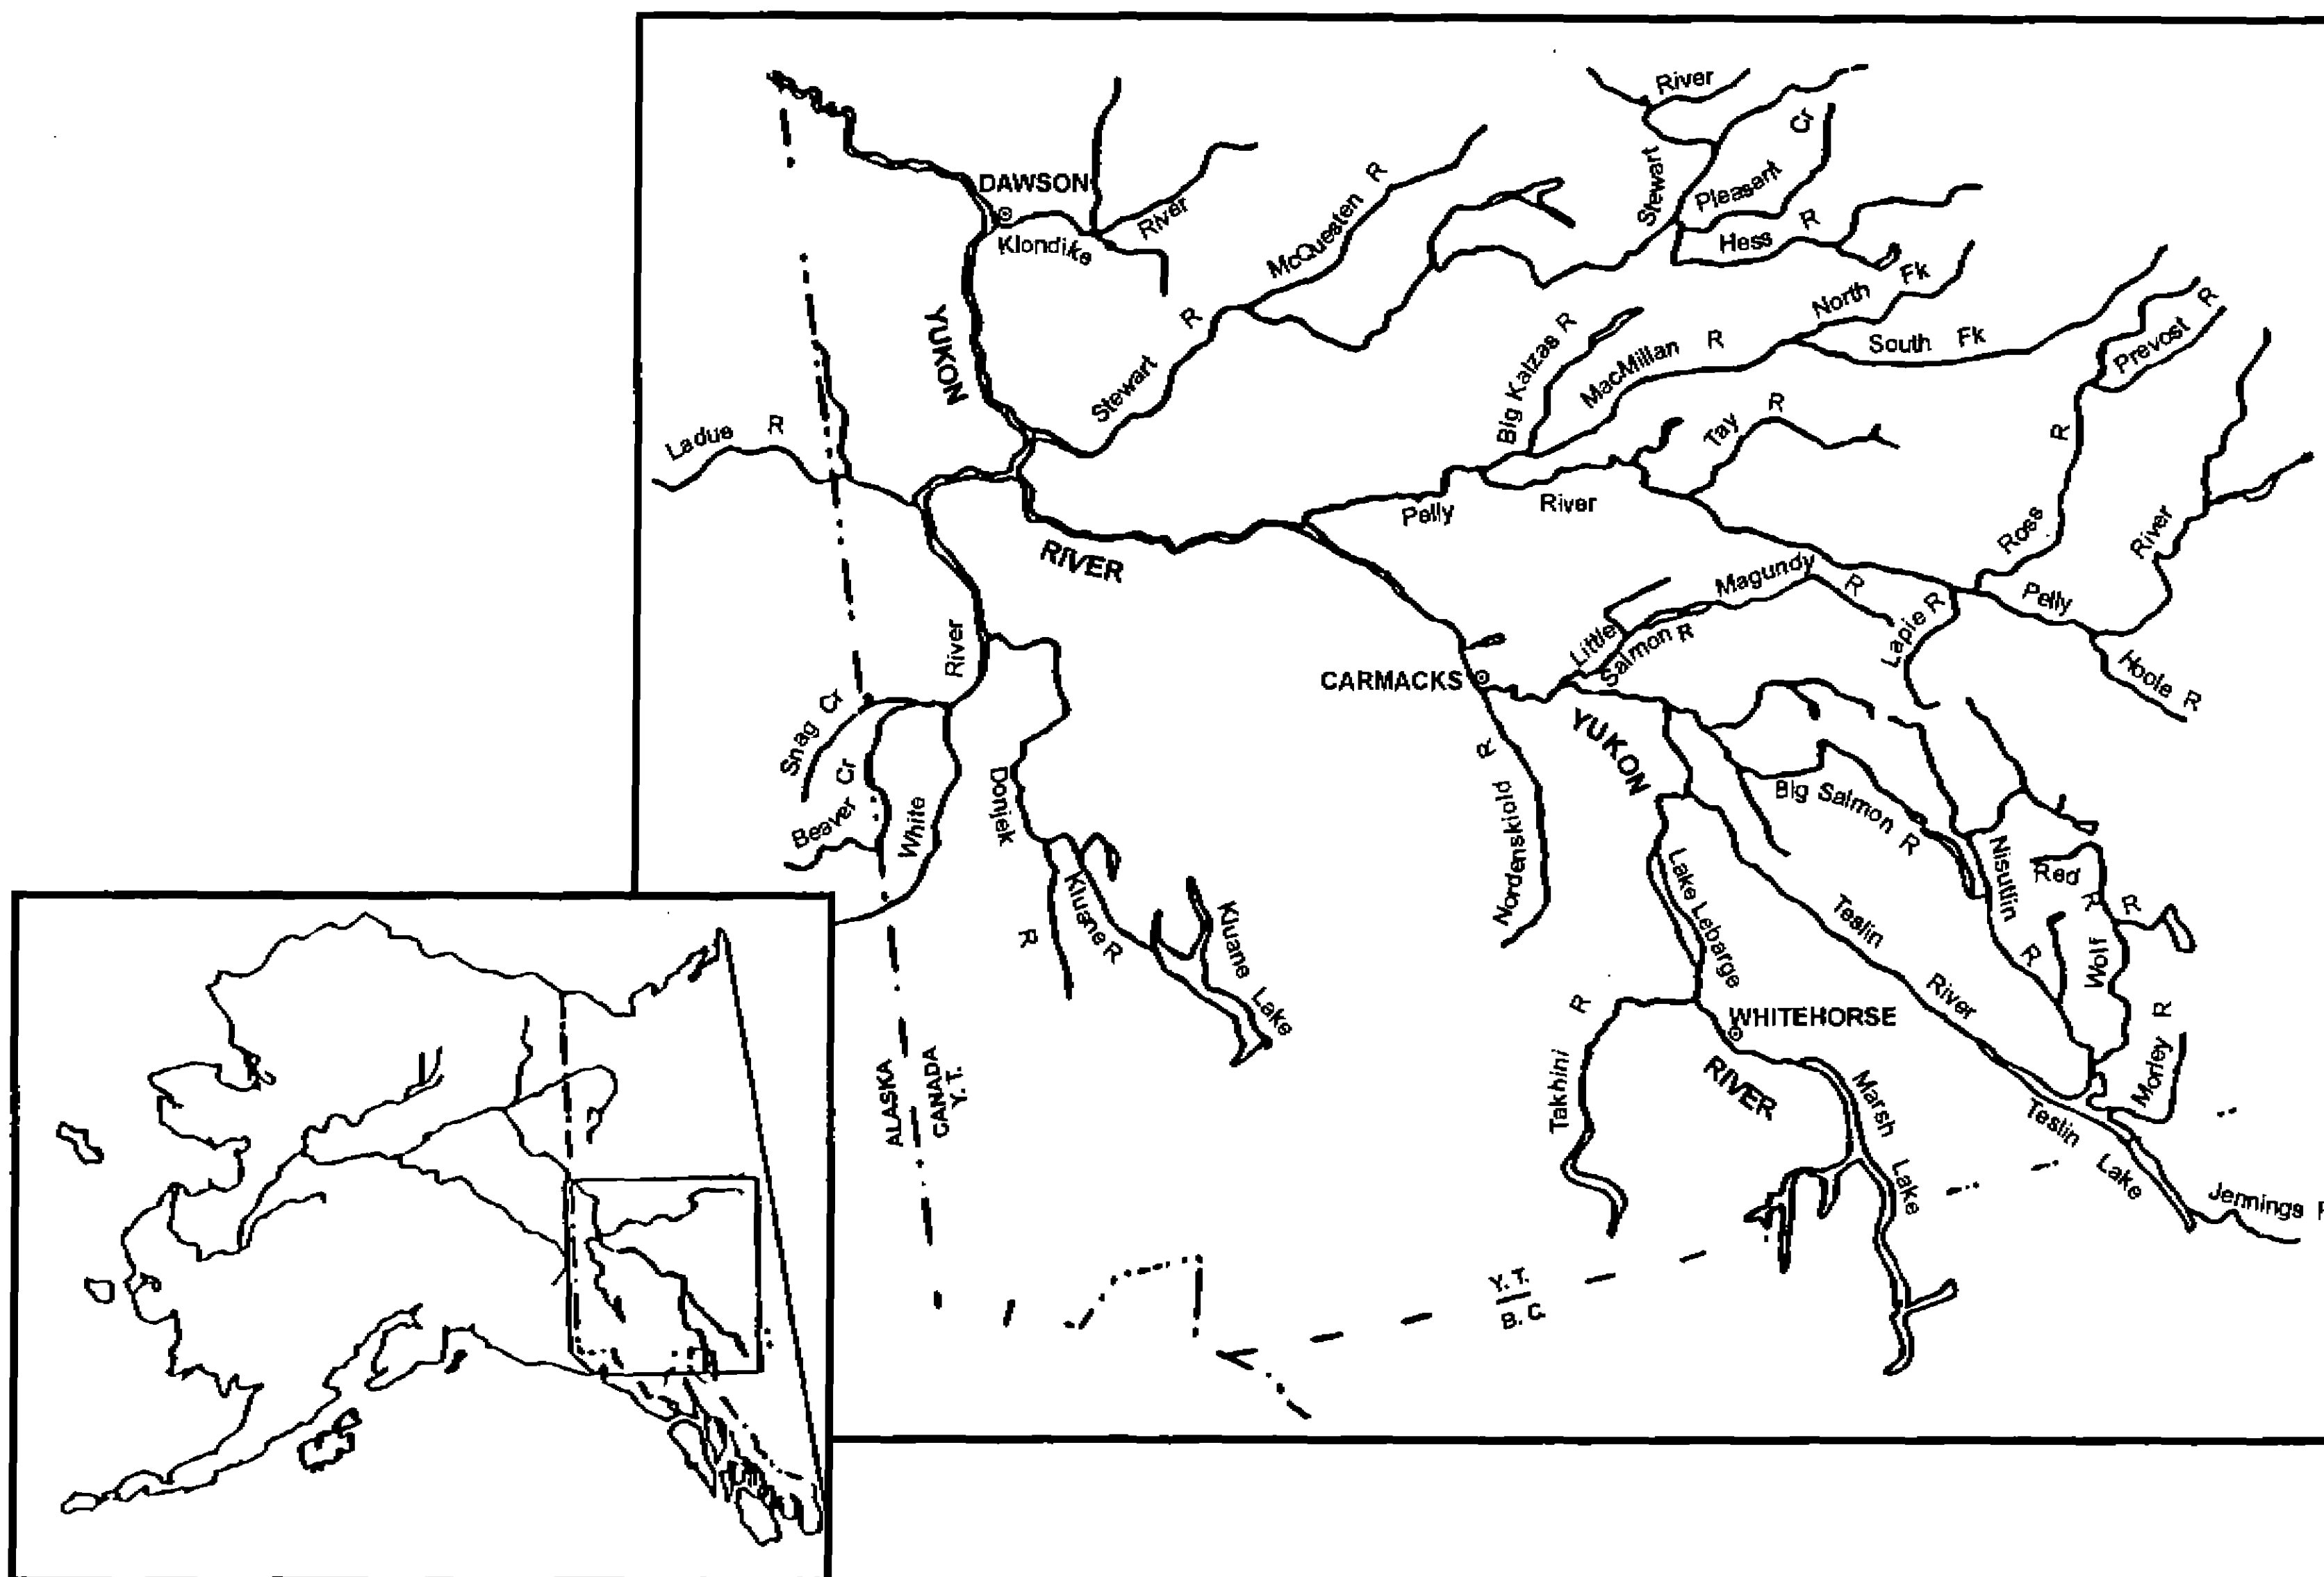 River
Cr
Stewart
Pleasant
Hess R
DAWSON
Klondike River
McQuesten R
YUKON
Stewart R
North Fk
South Fk
Big Kalzas R
MacMillan R
Prevost R
Tay R
Ladue R
Pelly River
RIVER
Ross R
River
Magundy R
Pelly
Lapie R
Hoole R
Little
Salmon R
CARMACKS
YUKON
River
Snag Cr
Beaver Cr
White
Donjek
R
Kluane R
Kluane
Lake
Nordenskiold R
Big Salmon R
Nisutlin
R
Red
R
Wolf
R
Lake Lebarge
Teslin
River
WHITEHORSE
RIVER
Takhini
R
Marsh
Lake
Morley R
Teslin
Lake
Jennings R
ALASKA
CANADA
Y. T.
Y. T.
B. C.